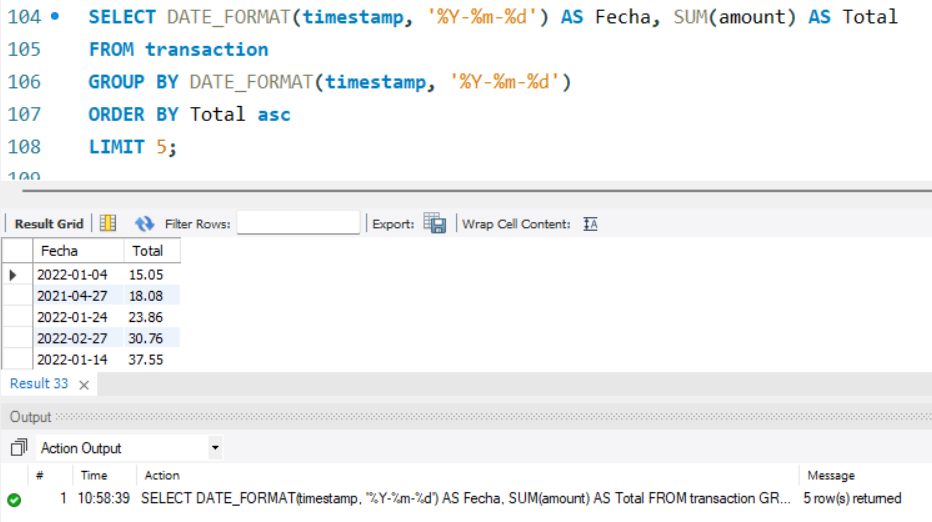 104 SELECT DATE_FORMAT(timestamp, '%Y-%m-%d') AS Fecha, SUM(amount) AS Total
105 FROM transaction
106 GROUP BY DATE_FORMAT(timestamp, '%Y-%m-%d')
107 ORDER BY Total asc
108 LIMIT 5;
109
Result Grid Filter Rows: Export: Wrap Cell Content:
Fecha Total
2022-01-04 15.05
2021-04-27 18.08
2022-01-24 23.86
2022-02-27 30.76
2022-01-14 37.55
Result 33 ×
Output
Action Output
# Time Action Message
1 10:58:39 SELECT DATE_FORMAT(timestamp, '%Y-%m-%d') AS Fecha, SUM(amount) AS Total FROM transaction GR... 5 row(s) returned